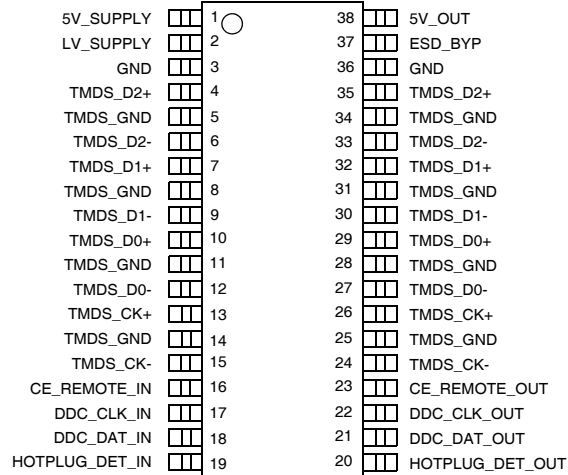 5V_SUPPLY 1 38 5V_OUT
LV_SUPPLY 2 37 ESD_BYP
GND 3 36 GND
TMDS_D2+ 4 35 TMDS_D2+
TMDS_GND 5 34 TMDS_GND
TMDS_D2- 6 33 TMDS_D2-
TMDS_D1+ 7 32 TMDS_D1+
TMDS_GND 8 31 TMDS_GND
TMDS_D1- 9 30 TMDS_D1-
TMDS_D0+ 10 29 TMDS_D0+
TMDS_GND 11 28 TMDS_GND
TMDS_D0- 12 27 TMDS_D0-
TMDS_CK+ 13 26 TMDS_CK+
TMDS_GND 14 25 TMDS_GND
TMDS_CK- 15 24 TMDS_CK-
CE_REMOTE_IN 16 23 CE_REMOTE_OUT
DDC_CLK_IN 17 22 DDC_CLK_OUT
DDC_DAT_IN 18 21 DDC_DAT_OUT
HOTPLUG_DET_IN 19 20 HOTPLUG_DET_OUT